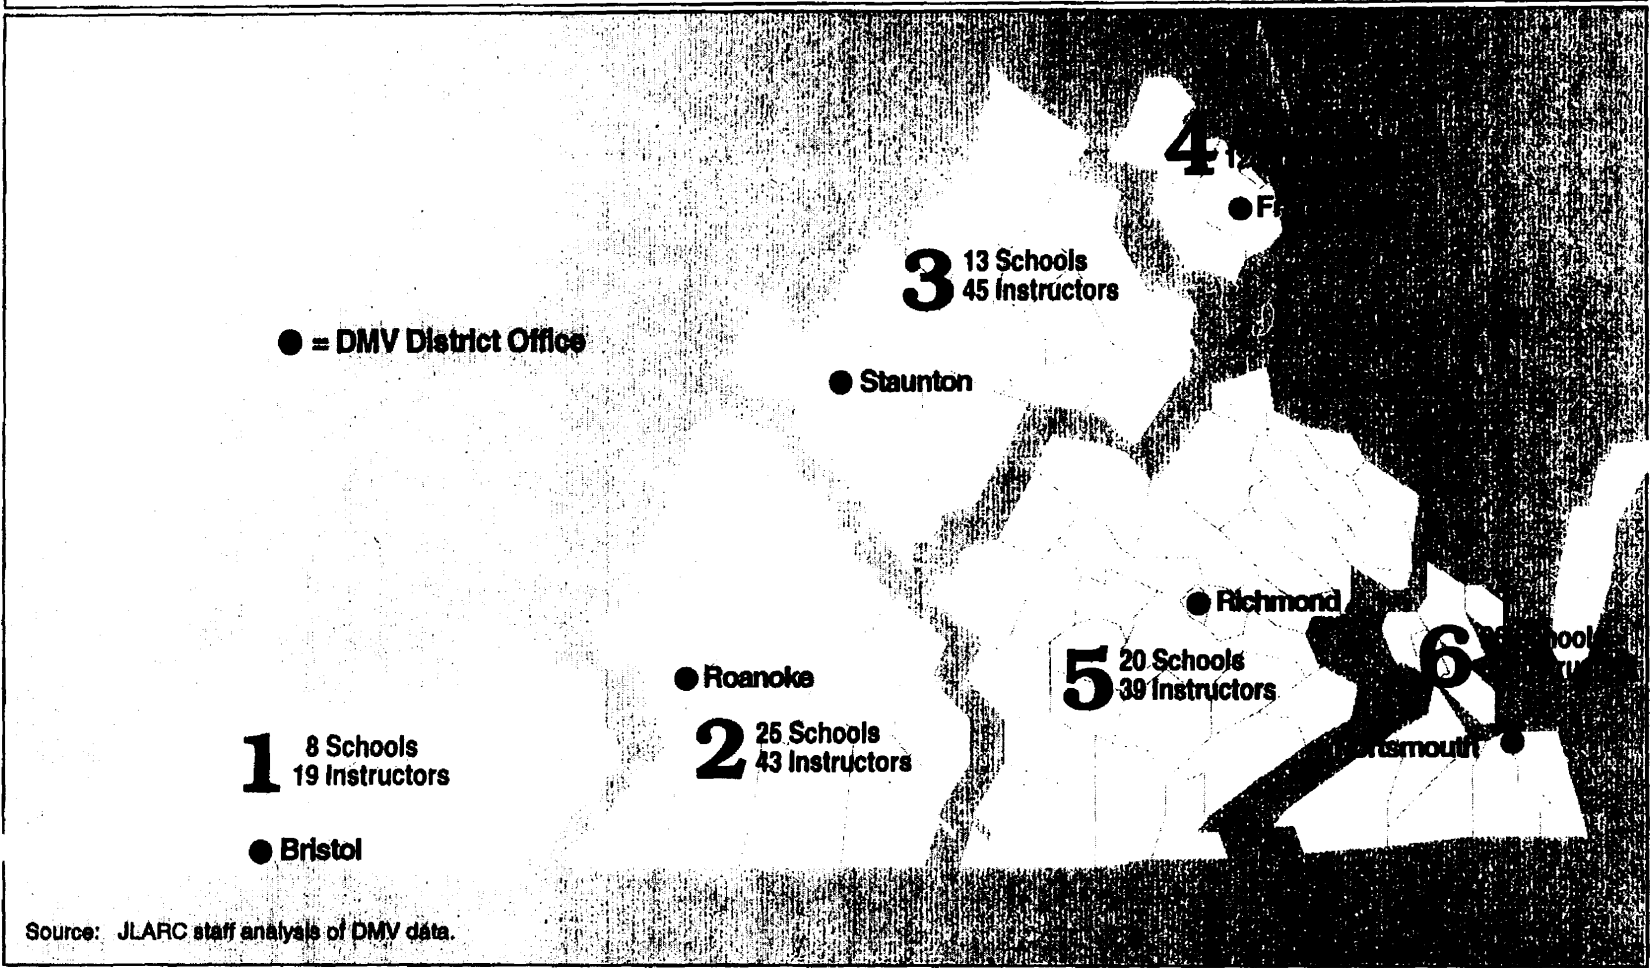 4
3 13 Schools
45 Instructors
● = DMV District Office
● Staunton
● Richmond
6
5 20 Schools
39 Instructors
● Roanoke
2 25 Schools
43 Instructors
1 8 Schools
19 Instructors
● Bristol
Source: JLARC staff analysis of DMV data.